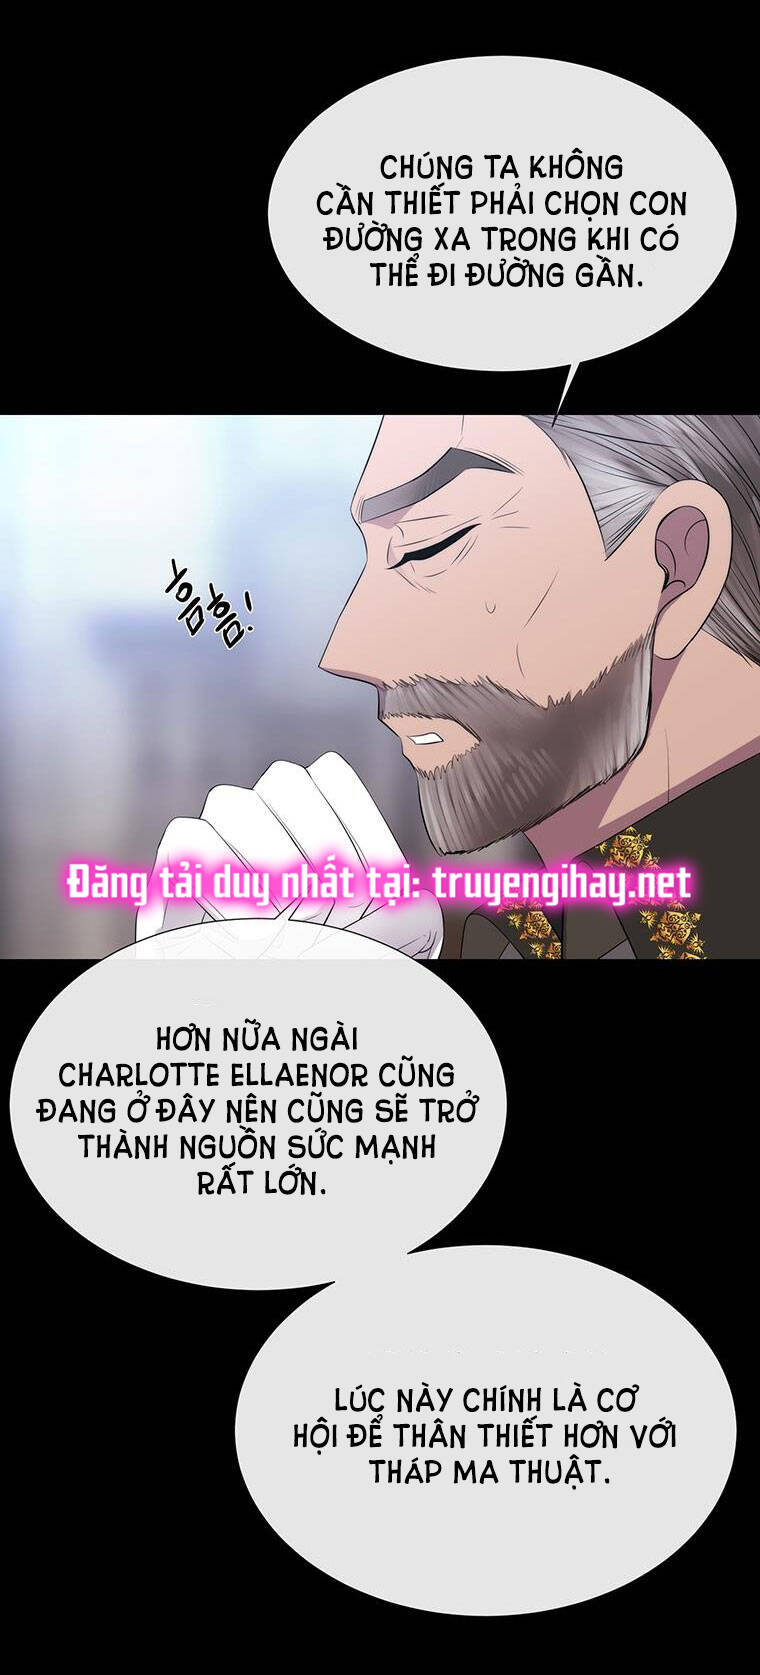 CHÚNG TA KHÔNG
CẦN THIẾT PHẢI CHỌN CON
ĐƯỜNG XA TRONG KHI CÓ
THỂ ĐI ĐƯỜNG GẦN.
흠흠!
Đăng tải duy nhất tại: truyengihay.net
HƠN NỮA NGÀI
CHARLOTTE ELLAENOR CŨNG
ĐANG Ở ĐÂY NÊN CŨNG SẼ TRỞ
THÀNH NGUỒN SỨC MẠNH
RẤT LỚN.
LÚC NÀY CHÍNH LÀ CƠ
HỘI ĐỂ THÂN THIẾT HƠN VỚI
THÁP MA THUẬT.